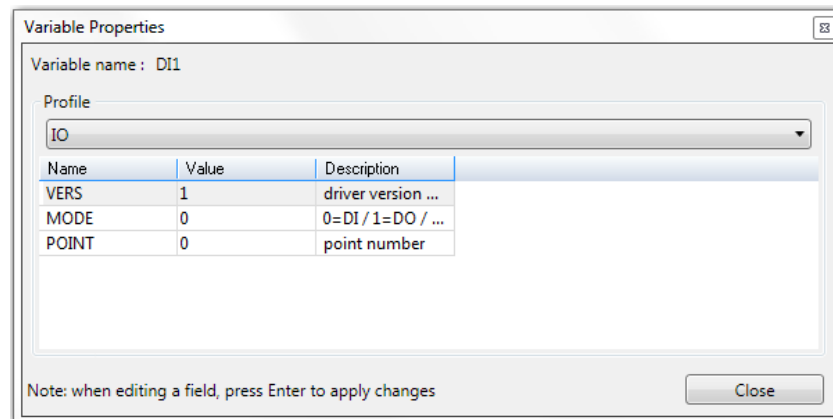 Variable Properties
Variable name : DI1
Profile
IO
Name Value Description
VERS 1 driver version ...
MODE 0 0=DI / 1=DO / ...
POINT 0 point number
Note: when editing a field, press Enter to apply changes
Close